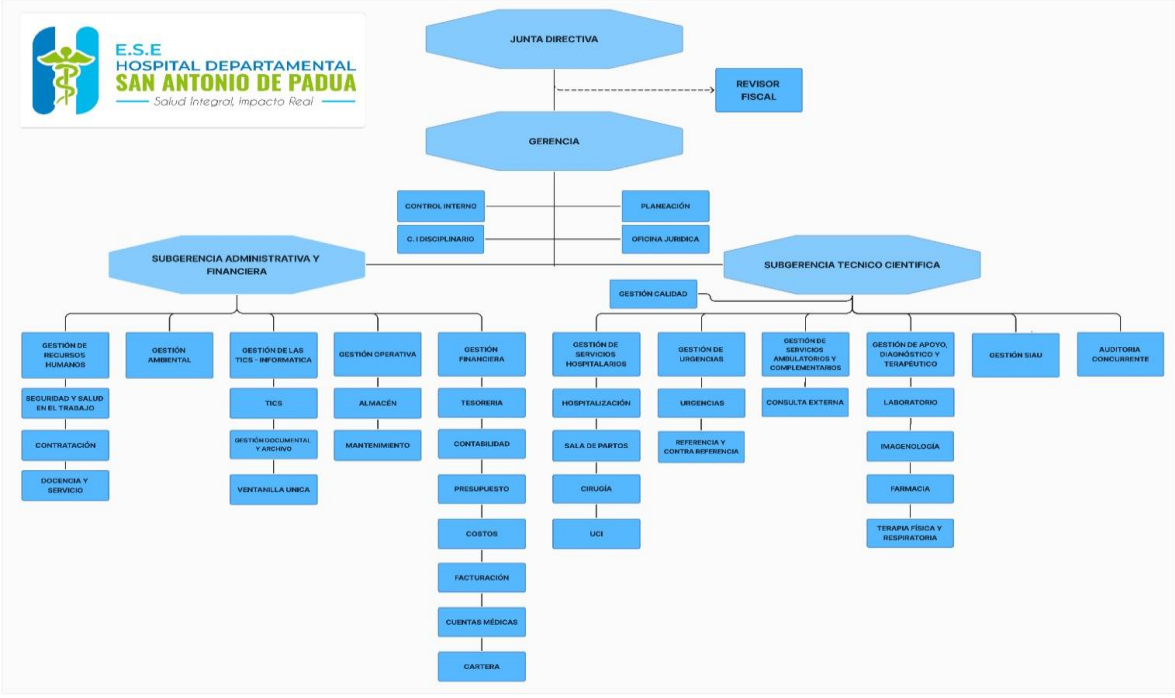 E.S.E
HOSPITAL DEPARTAMENTAL
SAN ANTONIO DE PADUA
Salud Integral, Impacto Real
JUNTA DIRECTIVA
REVISOR
FISCAL
GERENCIA
CONTROL INTERNO
PLANEACIÓN
C. I DISCIPLINARIO
OFICINA JURIDICA
SUBGERENCIA ADMINISTRATIVA Y
FINANCIERA
SUBGERENCIA TECNICO CIENTIFICA
GESTIÓN CALIDAD
GESTIÓN DE
RECURSOS
HUMANOS
SEGURIDAD Y SALUD
EN EL TRABAJO
CONTRATACIÓN
DOCENCIA Y
SERVICIO
GESTIÓN
AMBIENTAL
GESTIÓN DE LAS
TICS - INFORMATICA
TICS
GESTIÓN DOCUMENTAL
Y ARCHIVO
VENTANILLA UNICA
GESTIÓN OPERATIVA
ALMACÉN
MANTENIMIENTO
GESTIÓN
FINANCIERA
TESORERIA
CONTABILIDAD
PRESUPUESTO
COSTOS
FACTURACIÓN
CUENTAS MÉDICAS
CARTERA
GESTIÓN DE
SERVICIOS
HOSPITALARIOS
HOSPITALIZACIÓN
SALA DE PARTOS
CIRUGÍA
UCI
GESTIÓN DE
URGENCIAS
URGENCIAS
REFERENCIA Y
CONTRA REFERENCIA
GESTIÓN DE
SERVICIOS
AMBULATORIOS Y
COMPLEMENTARIOS
CONSULTA EXTERNA
GESTIÓN DE APOYO,
DIAGNÓSTICO Y
TERAPÉUTICO
LABORATORIO
IMAGENOLOGÍA
FARMACIA
TERAPIA FÍSICA Y
RESPIRATORIA
GESTIÓN SIAU
AUDITORIA
CONCURRENTE